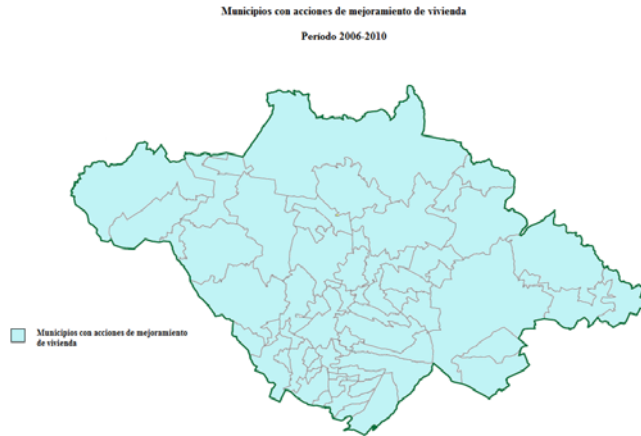 Municipios con acciones de mejoramiento de vivienda
Período 2006-2010
Municipios con acciones de mejoramiento
de vivienda